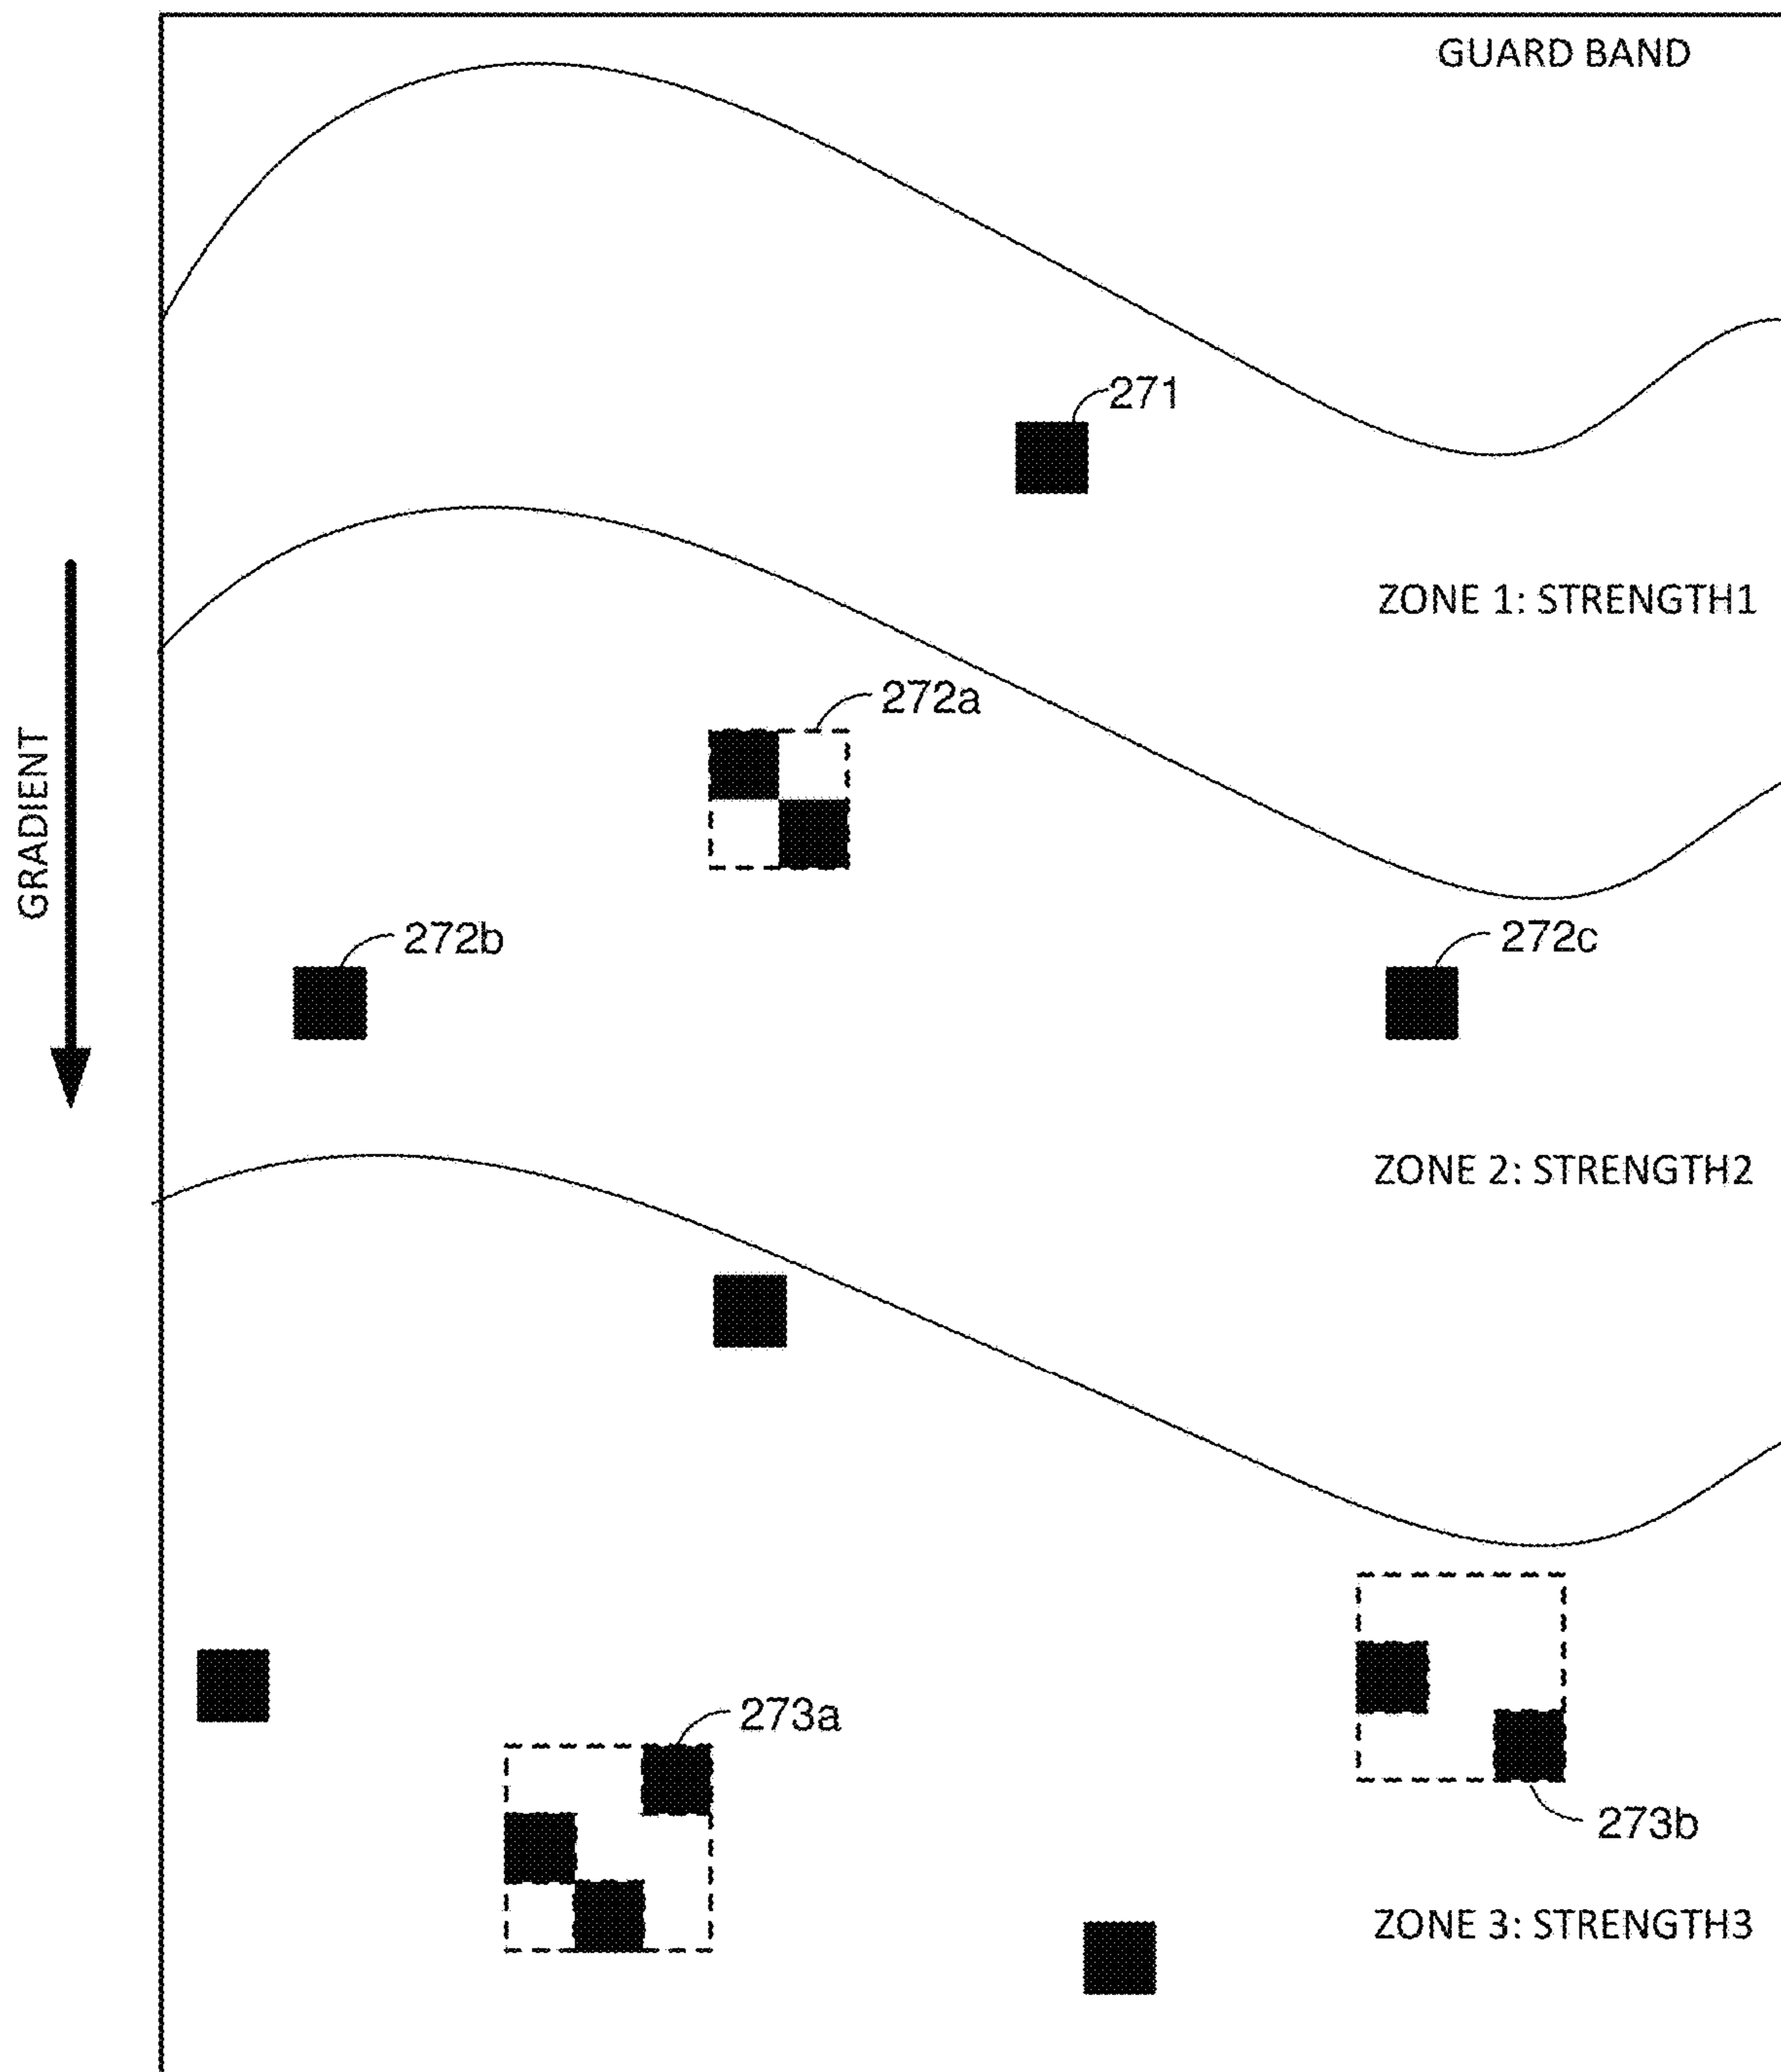 GUARD BAND
271
ZONE 1: STRENGTH1
272a
GRADIENT
272b
272c
ZONE 2: STRENGTH2
273a
273b
ZONE 3: STRENGTH3